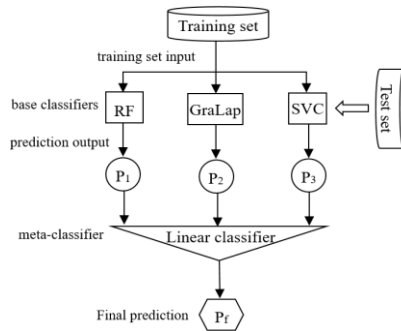 Training set
training set input
base classifiers
RF
GraLap
SVC
Test set
prediction output
P1
P2
P3
meta-classifier
Linear classifier
Final prediction
Pf